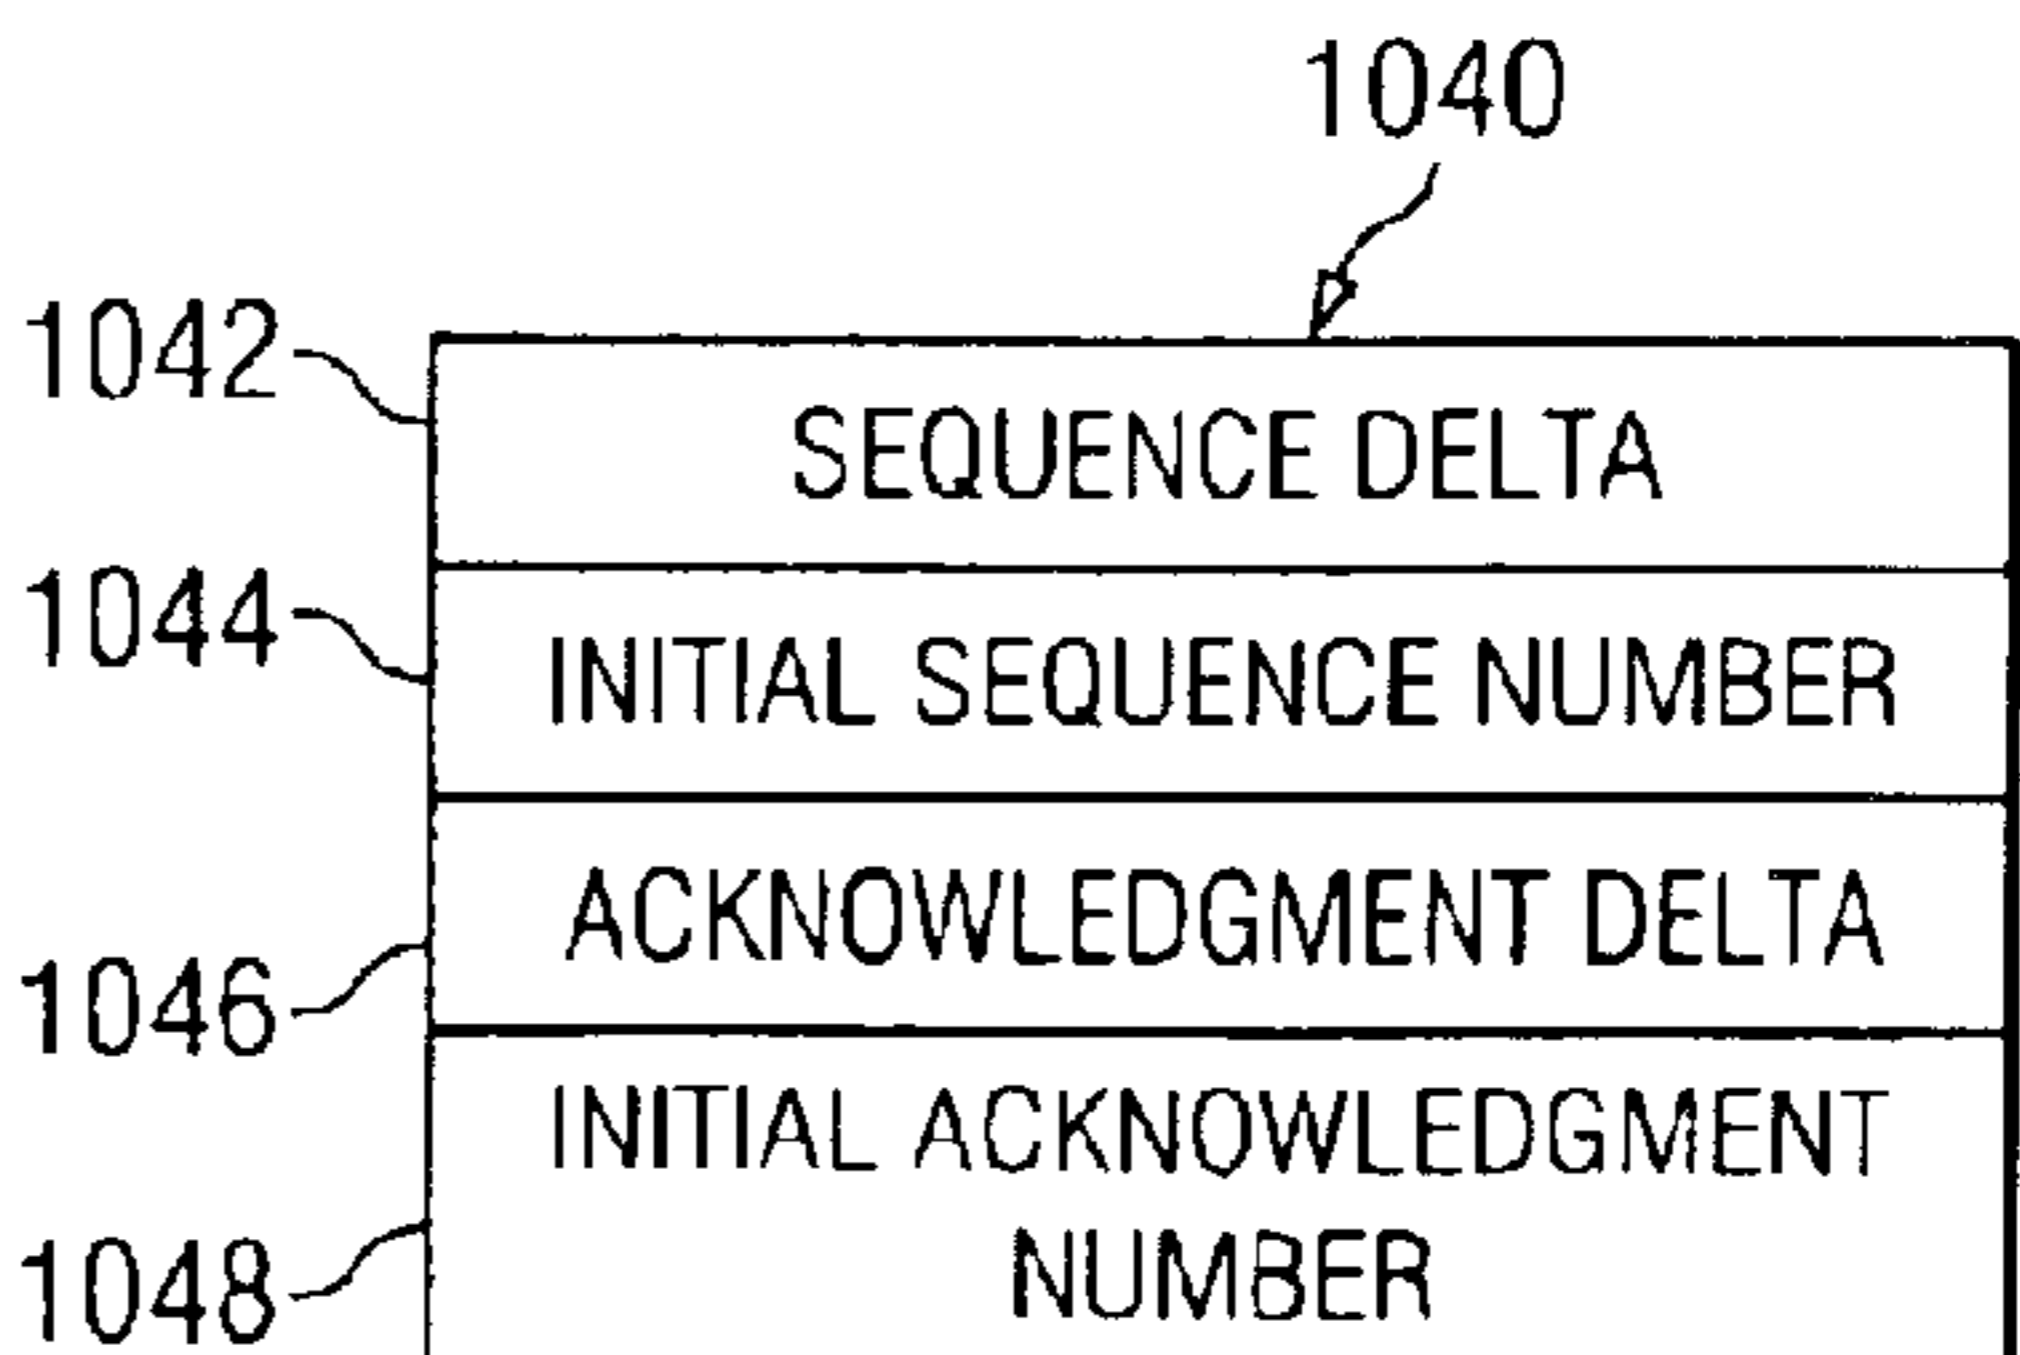 1040
1042
SEQUENCE DELTA
1044
INITIAL SEQUENCE NUMBER
ACKNOWLEDGMENT DELTA
1046
INITIAL ACKNOWLEDGMENT
NUMBER
1048